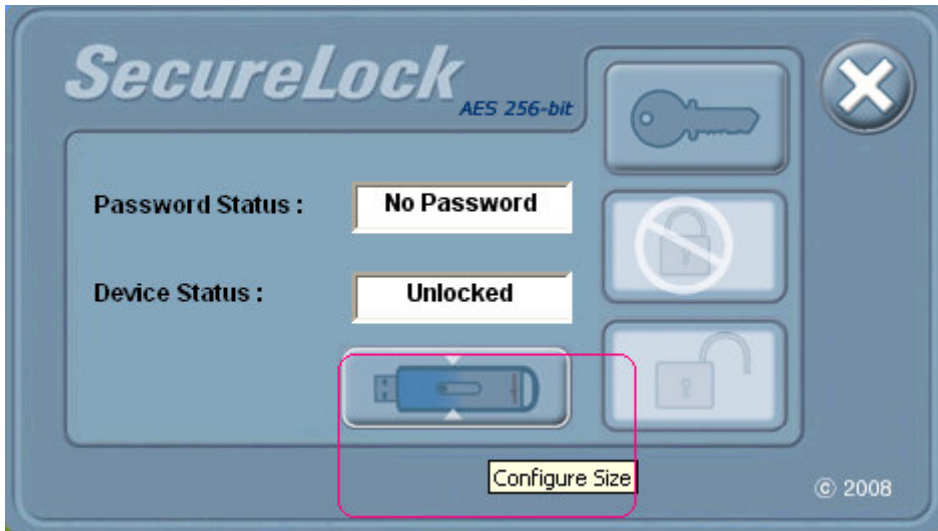 SecureLock
AES 256-bit
Password Status :
No Password
Device Status :
Unlocked
Configure Size
© 2008